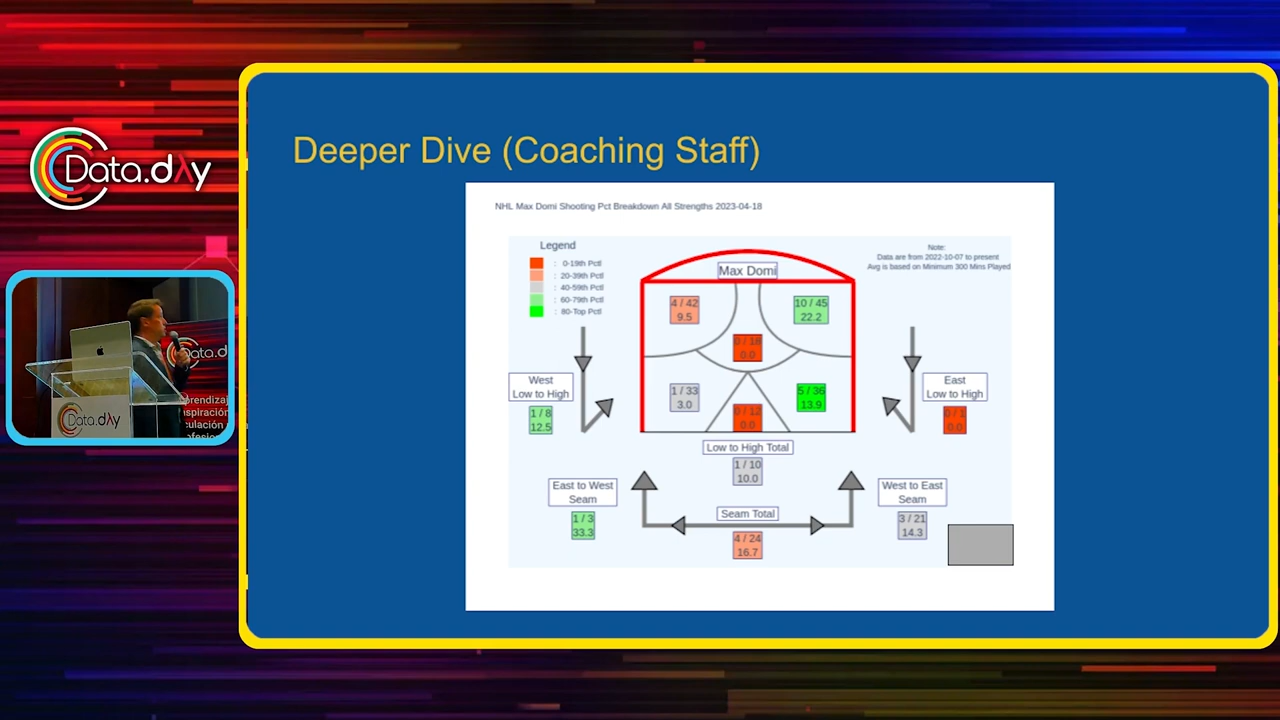 Deeper Dive (Coaching Staff)
Data.dAy
NHL Max Domi Shooting Pct Breakdown All Strengths 2023-04-18
Legend
: 0-19th Pctl
: 20-39th Pctl
: 40-59th Pctl
: 60-79th Pctl
: 80-Top Pctl
Note:
Data are from 2022-10-07 to present
Avg is based on Minimum 300 Mins Played
Max Domi
4 / 42
9.5
10 / 45
22.2
0 / 18
0.0
1 / 33
3.0
5 / 36
13.9
0 / 12
0.0
West
Low to High
1 / 8
12.5
East
Low to High
0 / 1
0.0
Low to High Total
1 / 10
10.0
East to West
Seam
1 / 3
33.3
Seam Total
4 / 24
16.7
West to East
Seam
3 / 21
14.3
Data.d
Data.dAy